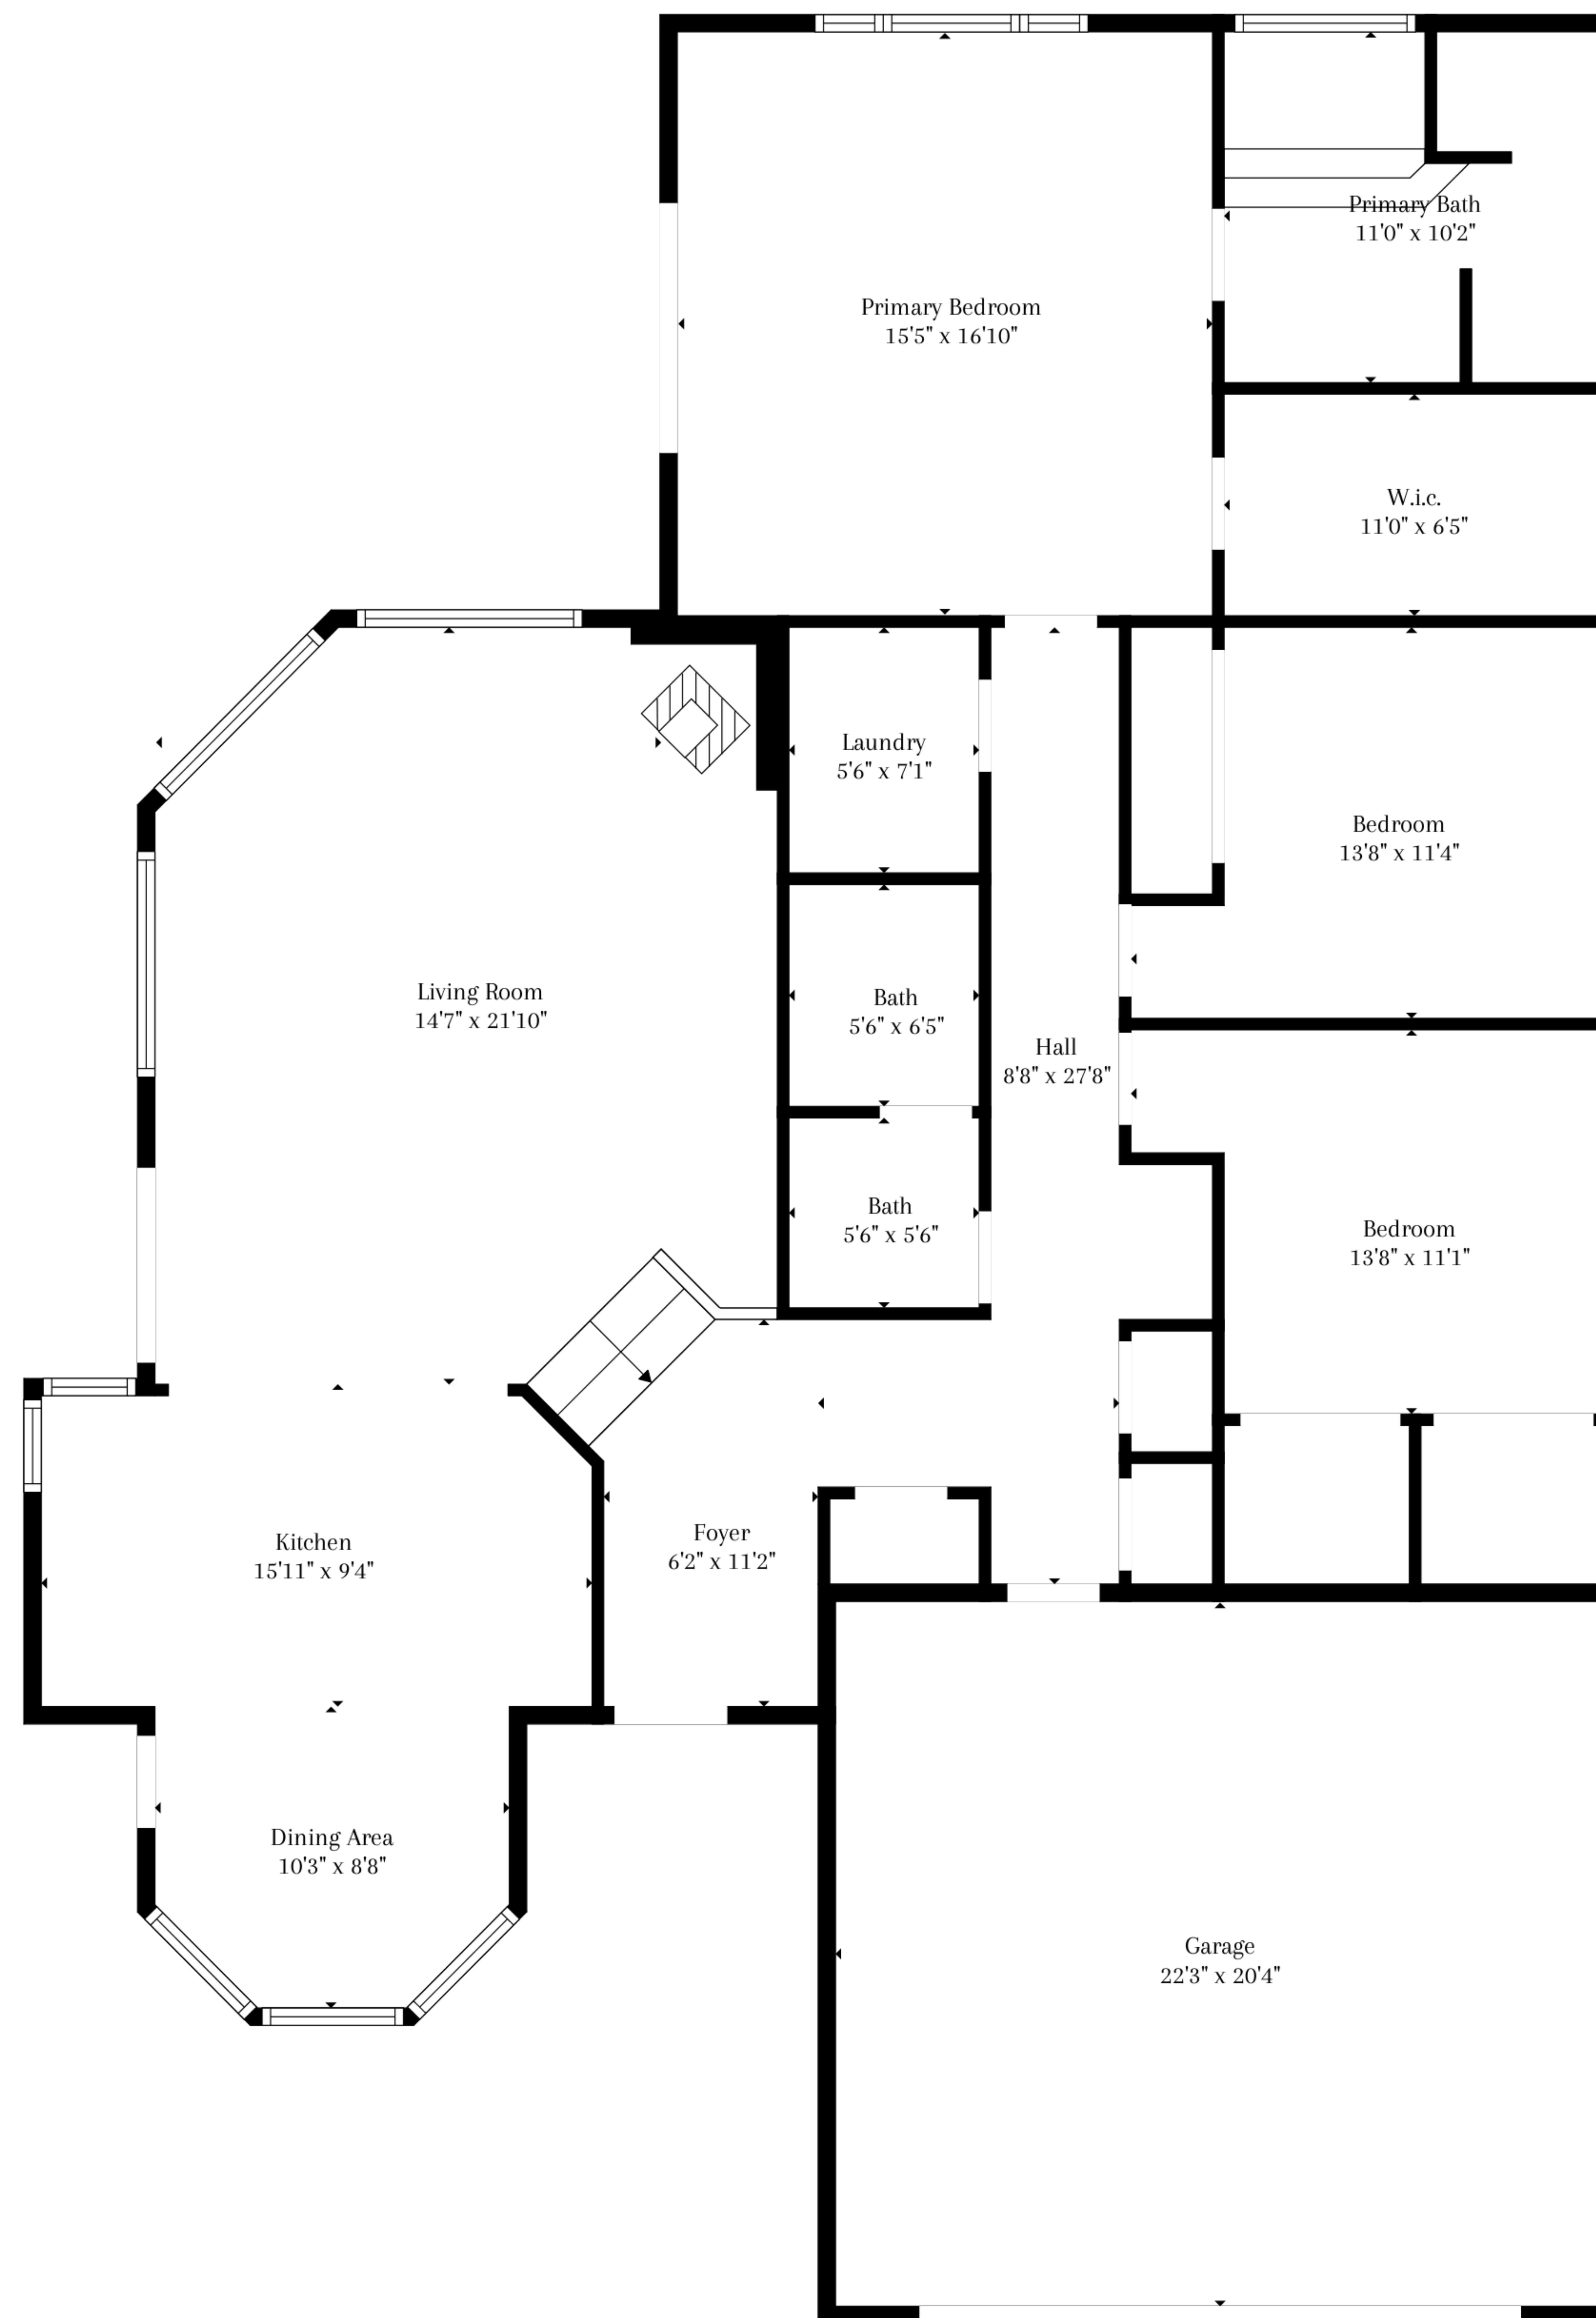 Primary Bath
11'0" x 10'2"
Primary Bedroom
15'5" x 16'10"
W.i.c.
11'0" x 6'5"
Laundry
5'6" x 7'1"
Bedroom
13'8" x 11'4"
Living Room
14'7" x 21'10"
Bath
5'6" x 6'5"
Hall
8'8" x 27'8"
Bath
5'6" x 5'6"
Bedroom
13'8" x 11'1"
Kitchen
15'11" x 9'4"
Foyer
6'2" x 11'2"
Dining Area
10'3" x 8'8"
Garage
22'3" x 20'4"